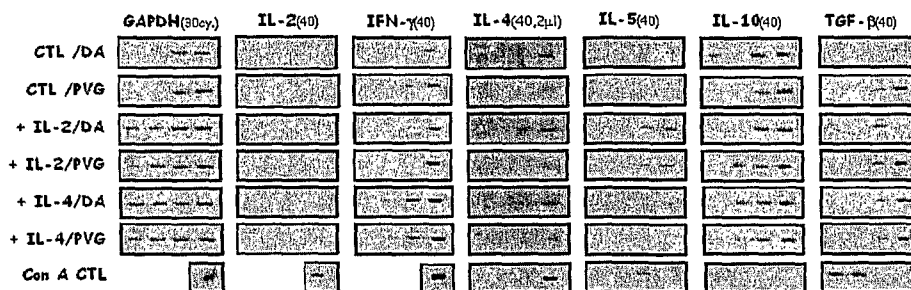 GAPDH(30cy.) IL-2(40) IFN-γ(40) IL-4(40,2µl) IL-5(40) IL-10(40) TGF-β(40)
CTL /DA
CTL /PVG
+ IL-2/DA
+ IL-2/PVG
+ IL-4/DA
+ IL-4/PVG
Con A CTL